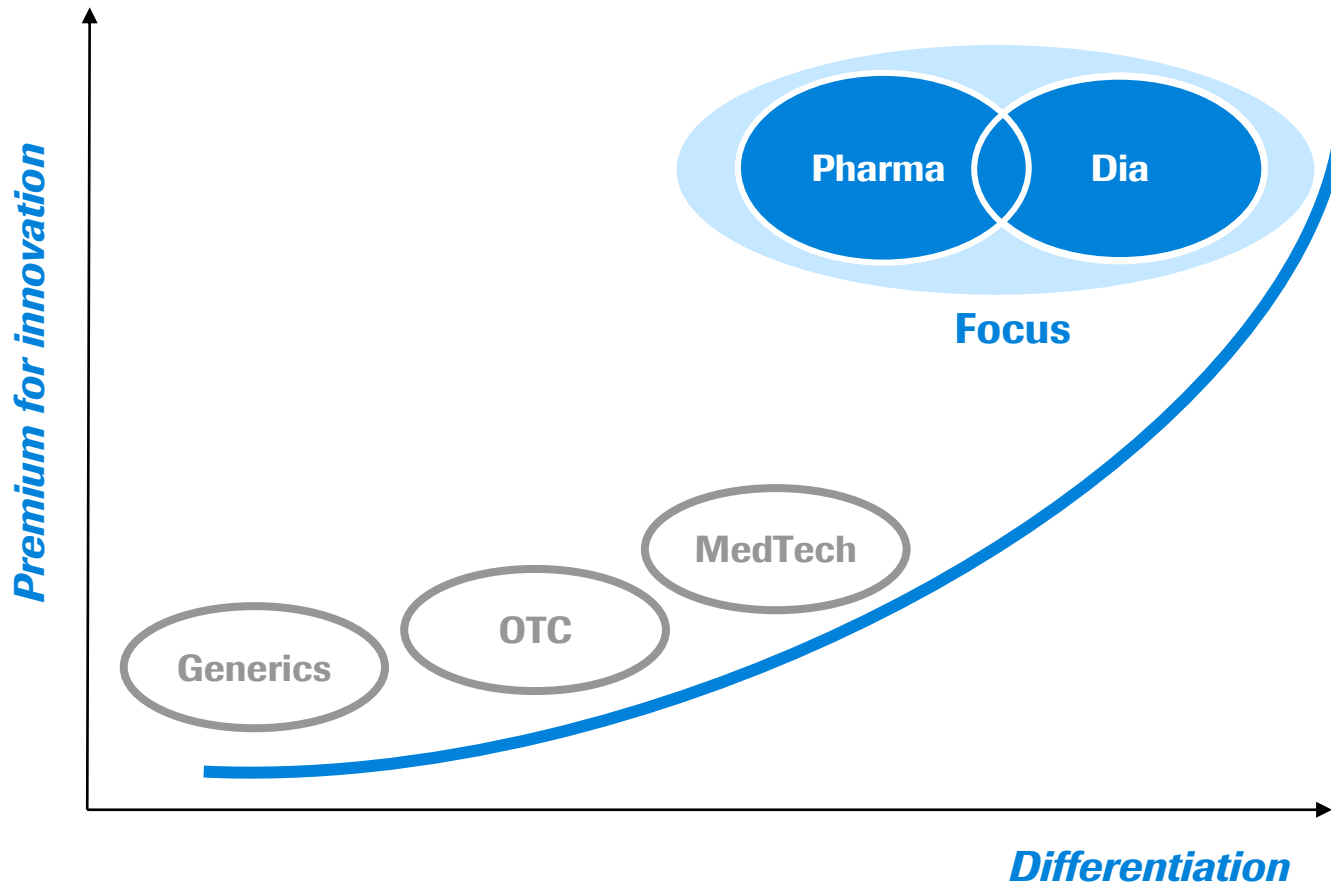 Premium for innovation
Pharma
Dia
Focus
MedTech
OTC
Generics
Differentiation